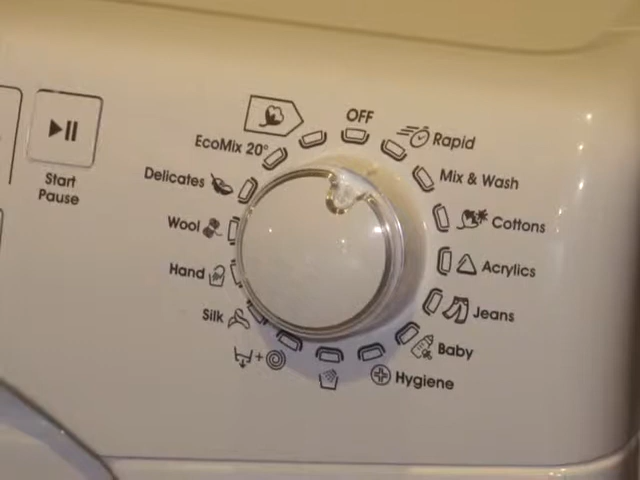 OFF
Rapid
Mix & Wash
Cottons
Acrylics
Jeans
Baby
Hygiene
Silk
Hand
Wool
Delicates
EcoMix 20°
Start
Pause